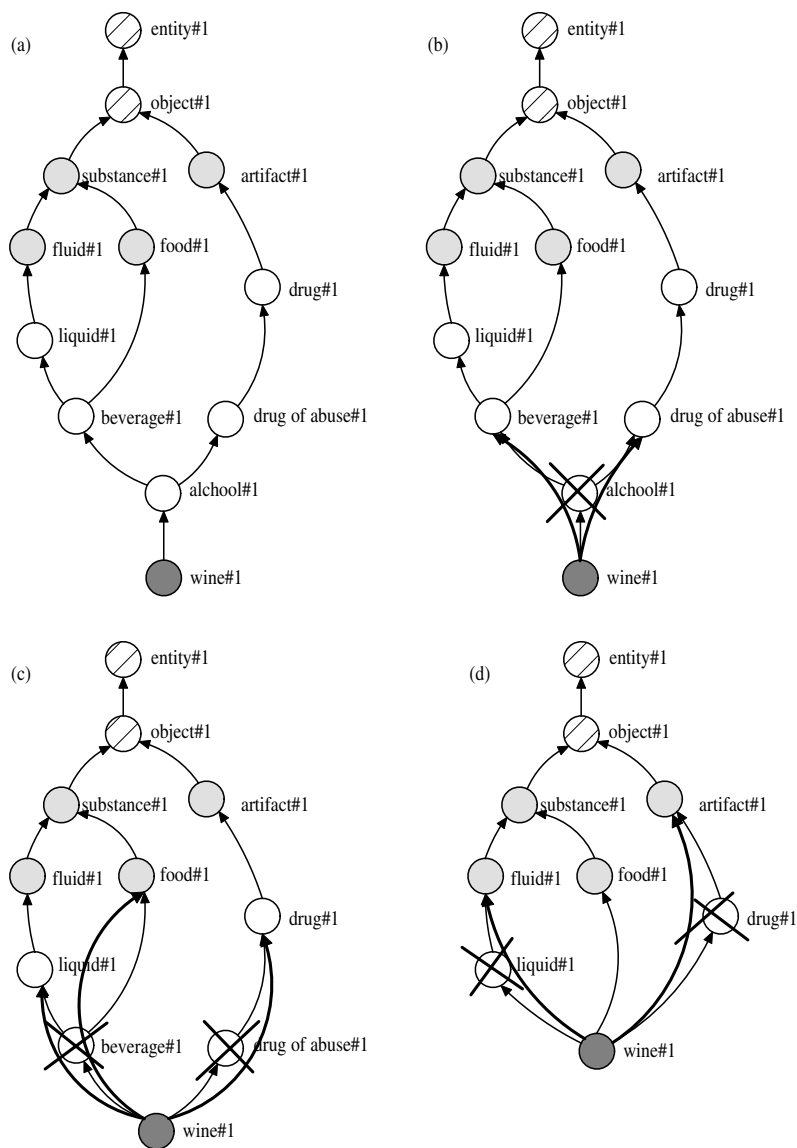 (a)
entity#1
object#1
substance#1
artifact#1
fluid#1
food#1
drug#1
liquid#1
beverage#1
drug of abuse#1
alchool#1
wine#1
(b)
entity#1
object#1
substance#1
artifact#1
fluid#1
food#1
drug#1
liquid#1
beverage#1
drug of abuse#1
alchool#1
wine#1
(c)
entity#1
object#1
substance#1
artifact#1
fluid#1
food#1
drug#1
liquid#1
beverage#1
drug of abuse#1
wine#1
(d)
entity#1
object#1
substance#1
artifact#1
fluid#1
food#1
drug#1
liquid#1
wine#1